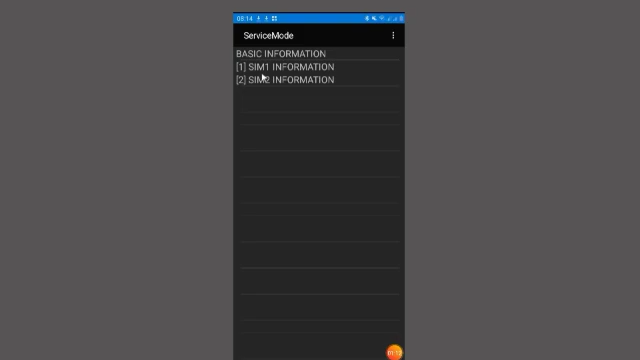 08:14
ServiceMode
BASIC INFORMATION
[1] SIM1 INFORMATION
[2] SIM2 INFORMATION